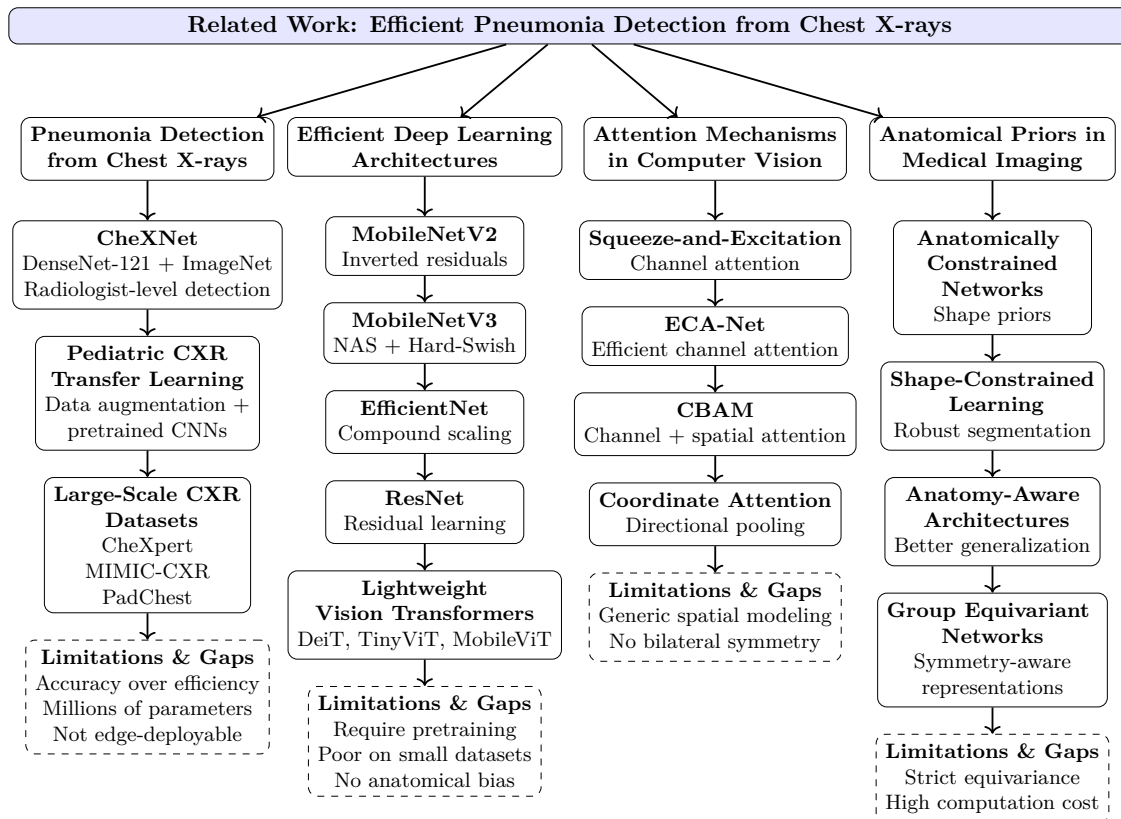 Related Work: Efficient Pneumonia Detection from Chest X-rays
Pneumonia Detection
from Chest X-rays
CheXNet
DenseNet-121 + ImageNet
Radiologist-level detection
Pediatric CXR
Transfer Learning
Data augmentation +
pretrained CNNs
Large-Scale CXR
Datasets
CheXpert
MIMIC-CXR
PadChest
Limitations & Gaps
Accuracy over efficiency
Millions of parameters
Not edge-deployable
Efficient Deep Learning
Architectures
MobileNetV2
Inverted residuals
MobileNetV3
NAS + Hard-Swish
EfficientNet
Compound scaling
ResNet
Residual learning
Lightweight
Vision Transformers
DeiT, TinyViT, MobileViT
Limitations & Gaps
Require pretraining
Poor on small datasets
No anatomical bias
Attention Mechanisms
in Computer Vision
Squeeze-and-Excitation
Channel attention
ECA-Net
Efficient channel attention
CBAM
Channel + spatial attention
Coordinate Attention
Directional pooling
Limitations & Gaps
Generic spatial modeling
No bilateral symmetry
Anatomical Priors in
Medical Imaging
Anatomically
Constrained
Networks
Shape priors
Shape-Constrained
Learning
Robust segmentation
Anatomy-Aware
Architectures
Better generalization
Group Equivariant
Networks
Symmetry-aware
representations
Limitations & Gaps
Strict equivariance
High computation cost